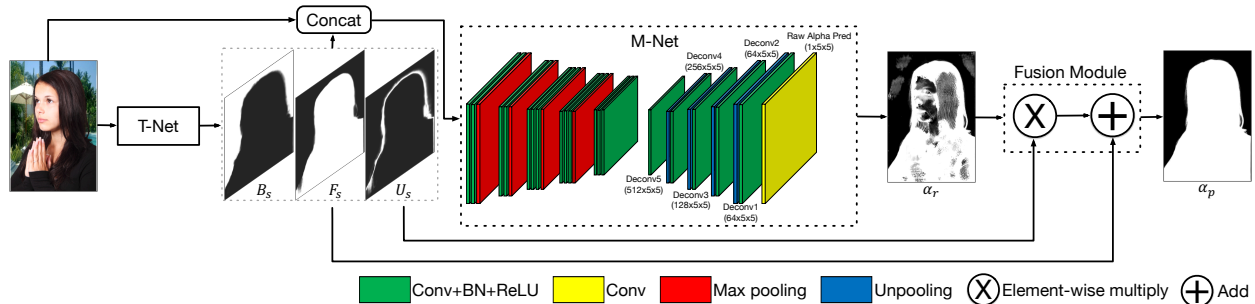 Concat
T-Net
B_s
F_s
U_s
M-Net
Deconv5
(512x5x5)
Deconv4
(256x5x5)
Deconv3
(128x5x5)
Deconv2
(64x5x5)
Deconv1
(64x5x5)
Raw Alpha Pred
(1x5x5)
α_r
Fusion Module
X
+
α_p
Conv+BN+ReLU
Conv
Max pooling
Unpooling
X Element-wise multiply
+ Add